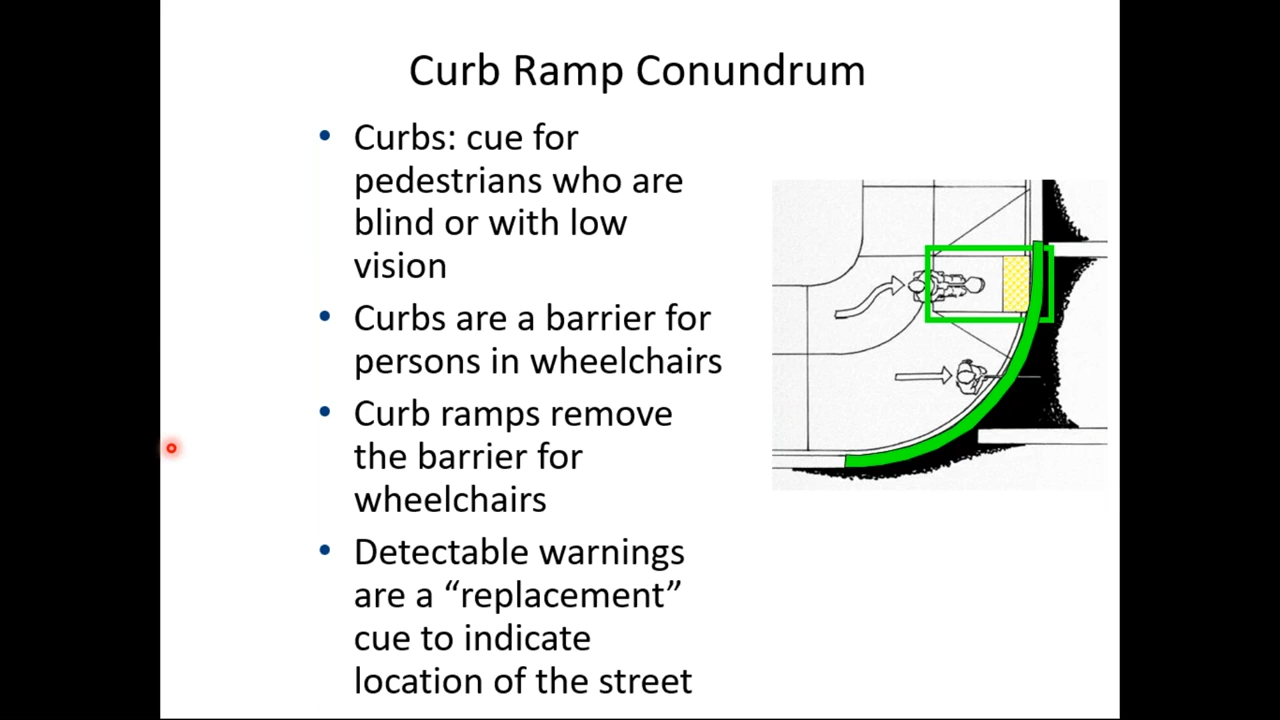 Curb Ramp Conundrum
• Curbs: cue for
pedestrians who are
blind or with low
vision
• Curbs are a barrier for
persons in wheelchairs
• Curb ramps remove
the barrier for
wheelchairs
• Detectable warnings
are a “replacement”
cue to indicate
location of the street